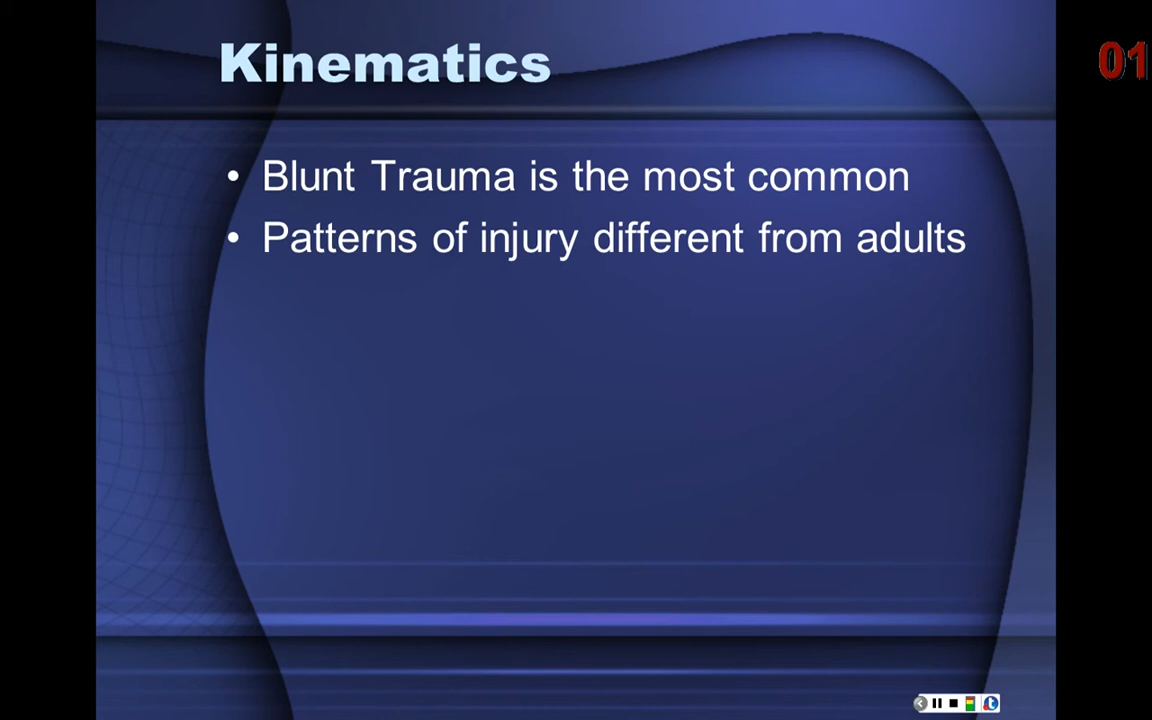 Kinematics
01
• Blunt Trauma is the most common
• Patterns of injury different from adults